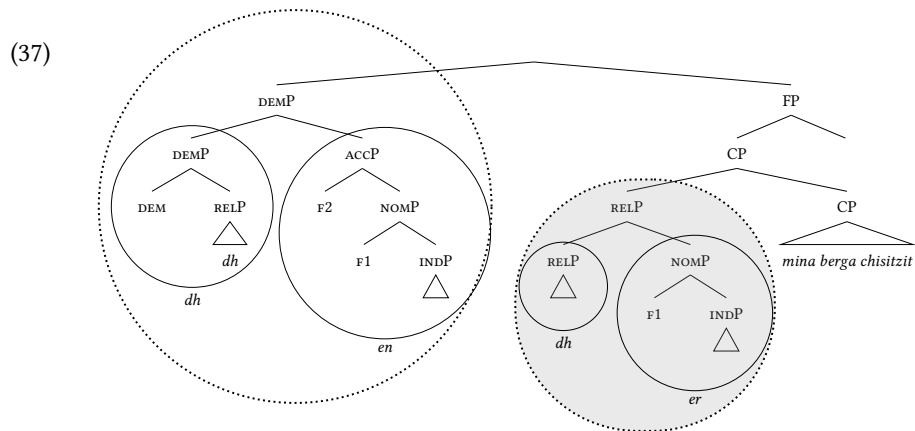 (37)
DEMP FP
DEMP ACCP CP
DEM RELP F2 NOMP RELP CP
dh F1 INDP RELP NOMP mina berga chisitzit
dh F1 INDP
en dh
er